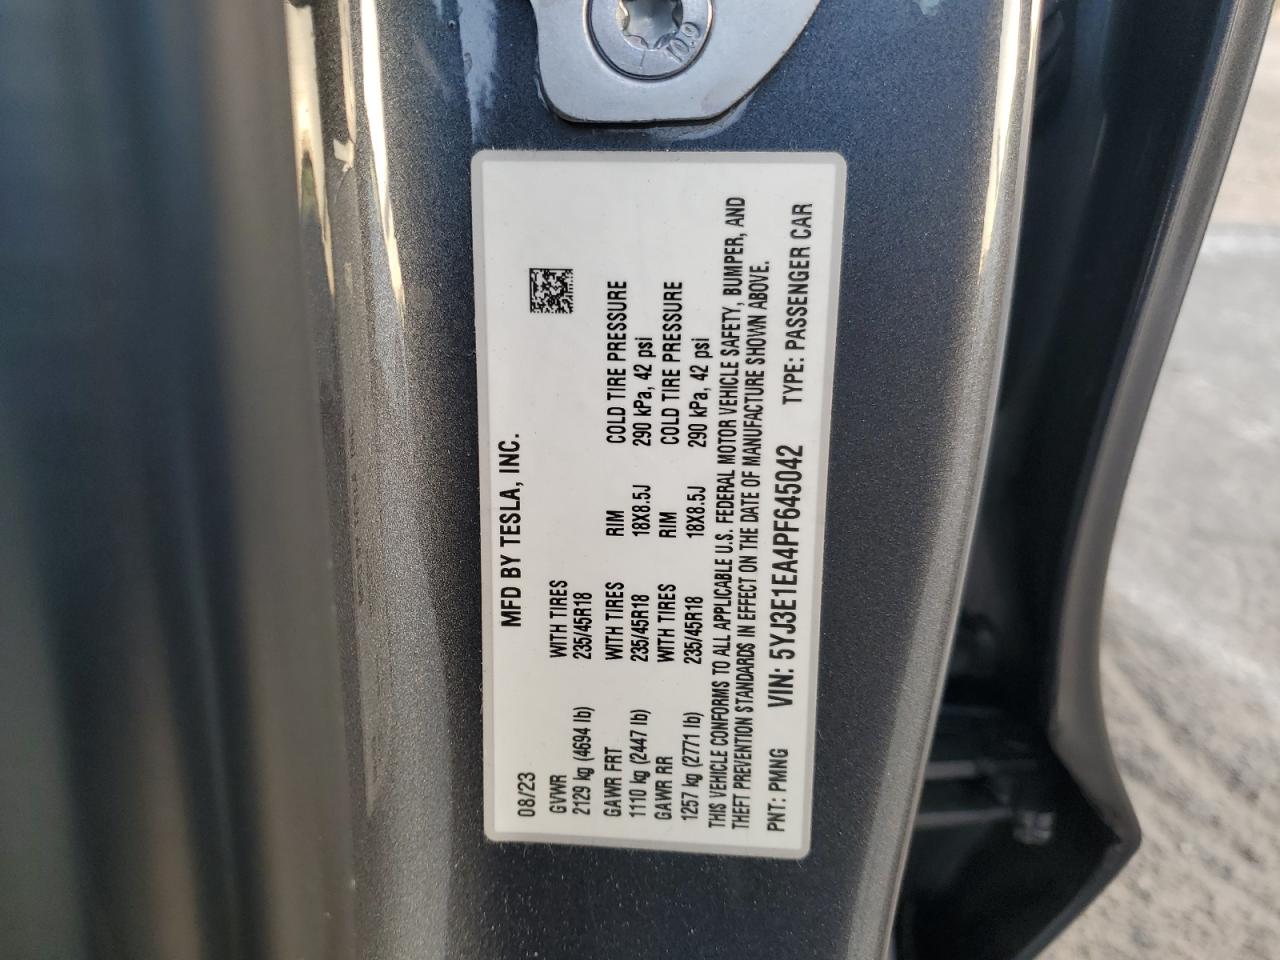 10.9
MFD BY TESLA, INC.
08/23
GVWR WITH TIRES
2129 kg (4694 lb) 235/45R18
GAWR FRT WITH TIRES RIM COLD TIRE PRESSURE
1110 kg (2447 lb) 235/45R18 18X8.5J 290 kPa, 42 psi
GAWR RR WITH TIRES RIM COLD TIRE PRESSURE
1257 kg (2771 lb) 235/45R18 18X8.5J 290 kPa, 42 psi
THIS VEHICLE CONFORMS TO ALL APPLICABLE U.S. FEDERAL MOTOR VEHICLE SAFETY, BUMPER, AND
THEFT PREVENTION STANDARDS IN EFFECT ON THE DATE OF MANUFACTURE SHOWN ABOVE.
PNT: PMNG VIN: 5YJ3E1EA4PF645042 TYPE: PASSENGER CAR